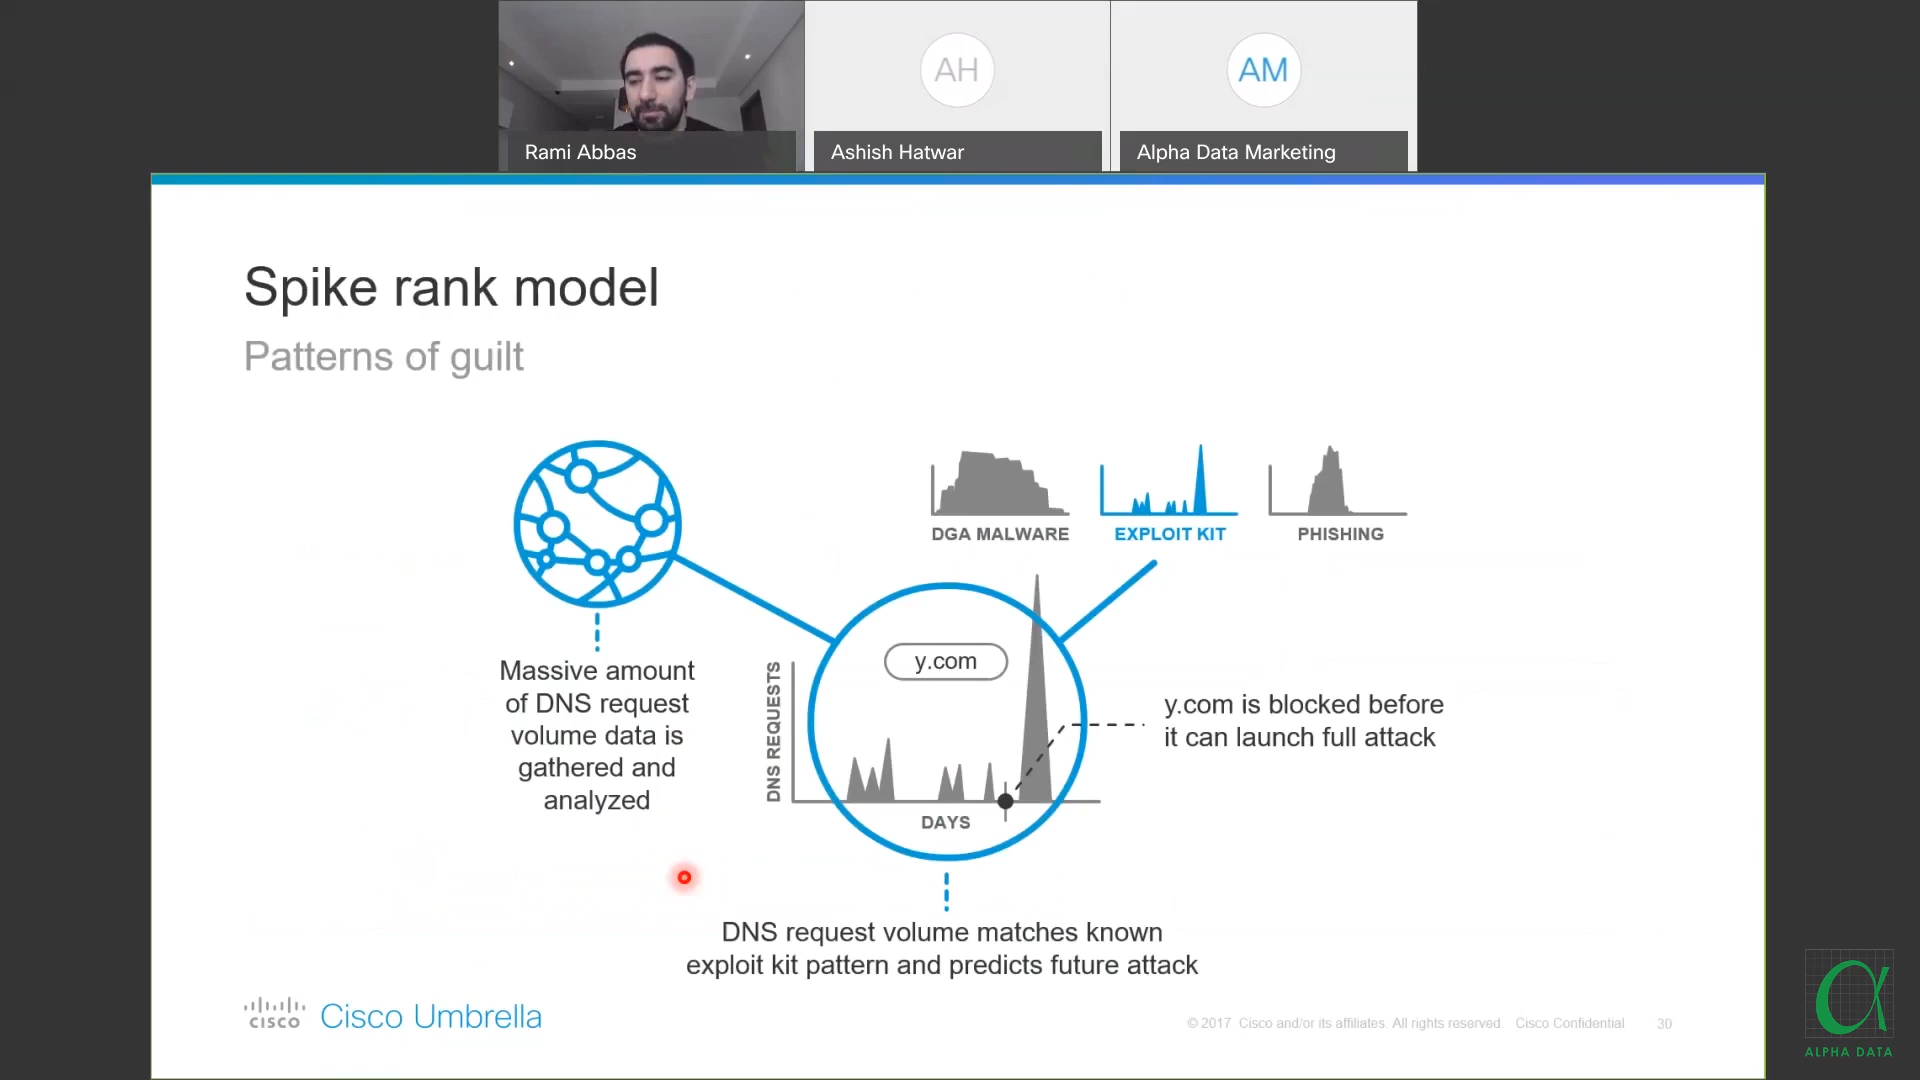 AH
AM
Rami Abbas
Ashish Hatwar
Alpha Data Marketing
Spike rank model
Patterns of guilt
DGA MALWARE
EXPLOIT KIT
PHISHING
y.com
DNS REQUESTS
DAYS
Massive amount
of DNS request
volume data is
gathered and
analyzed
y.com is blocked before
it can launch full attack
DNS request volume matches known
exploit kit pattern and predicts future attack
CISCO
Cisco Umbrella
© 2017 Cisco and/or its affiliates. All rights reserved. Cisco Confidential
30
ALPHA DATA